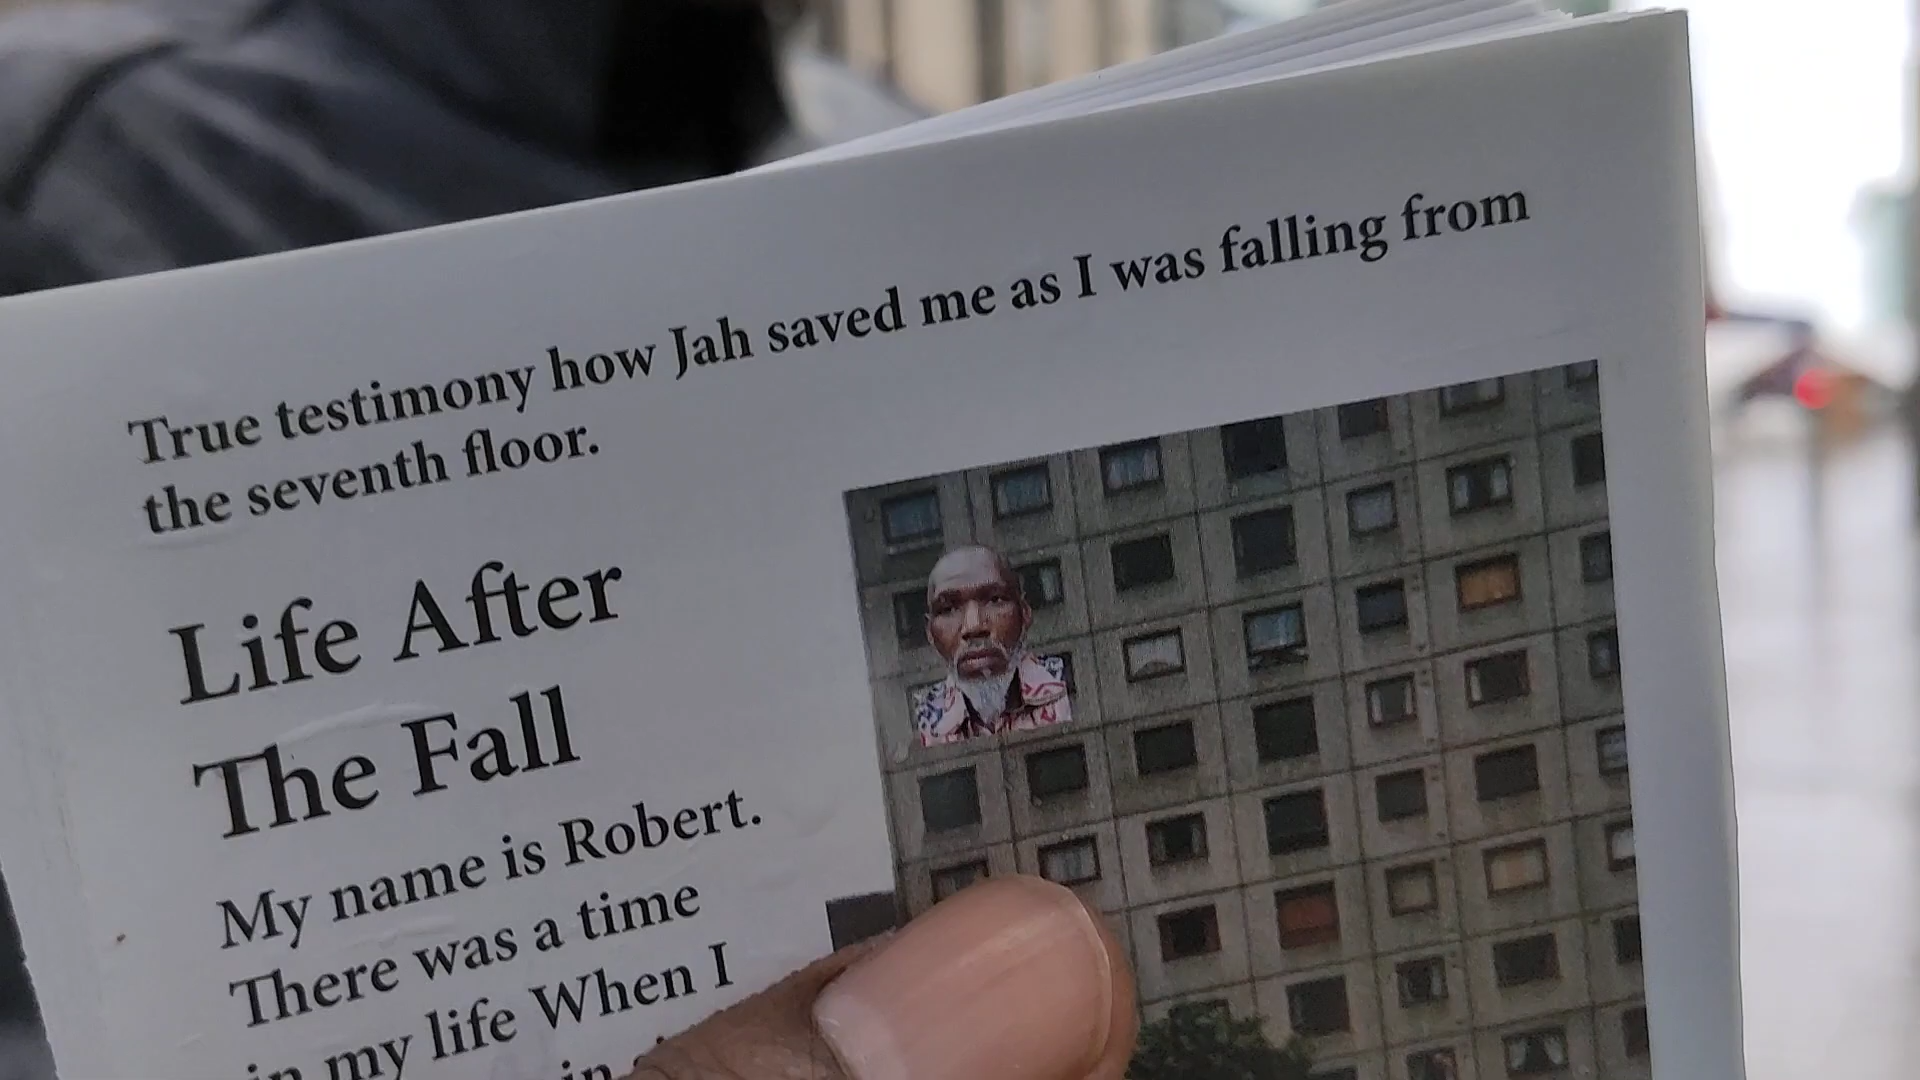 True testimony how Jah saved me as I was falling from
the seventh floor.
Life After
The Fall
My name is Robert.
There was a time
in my life When I
in